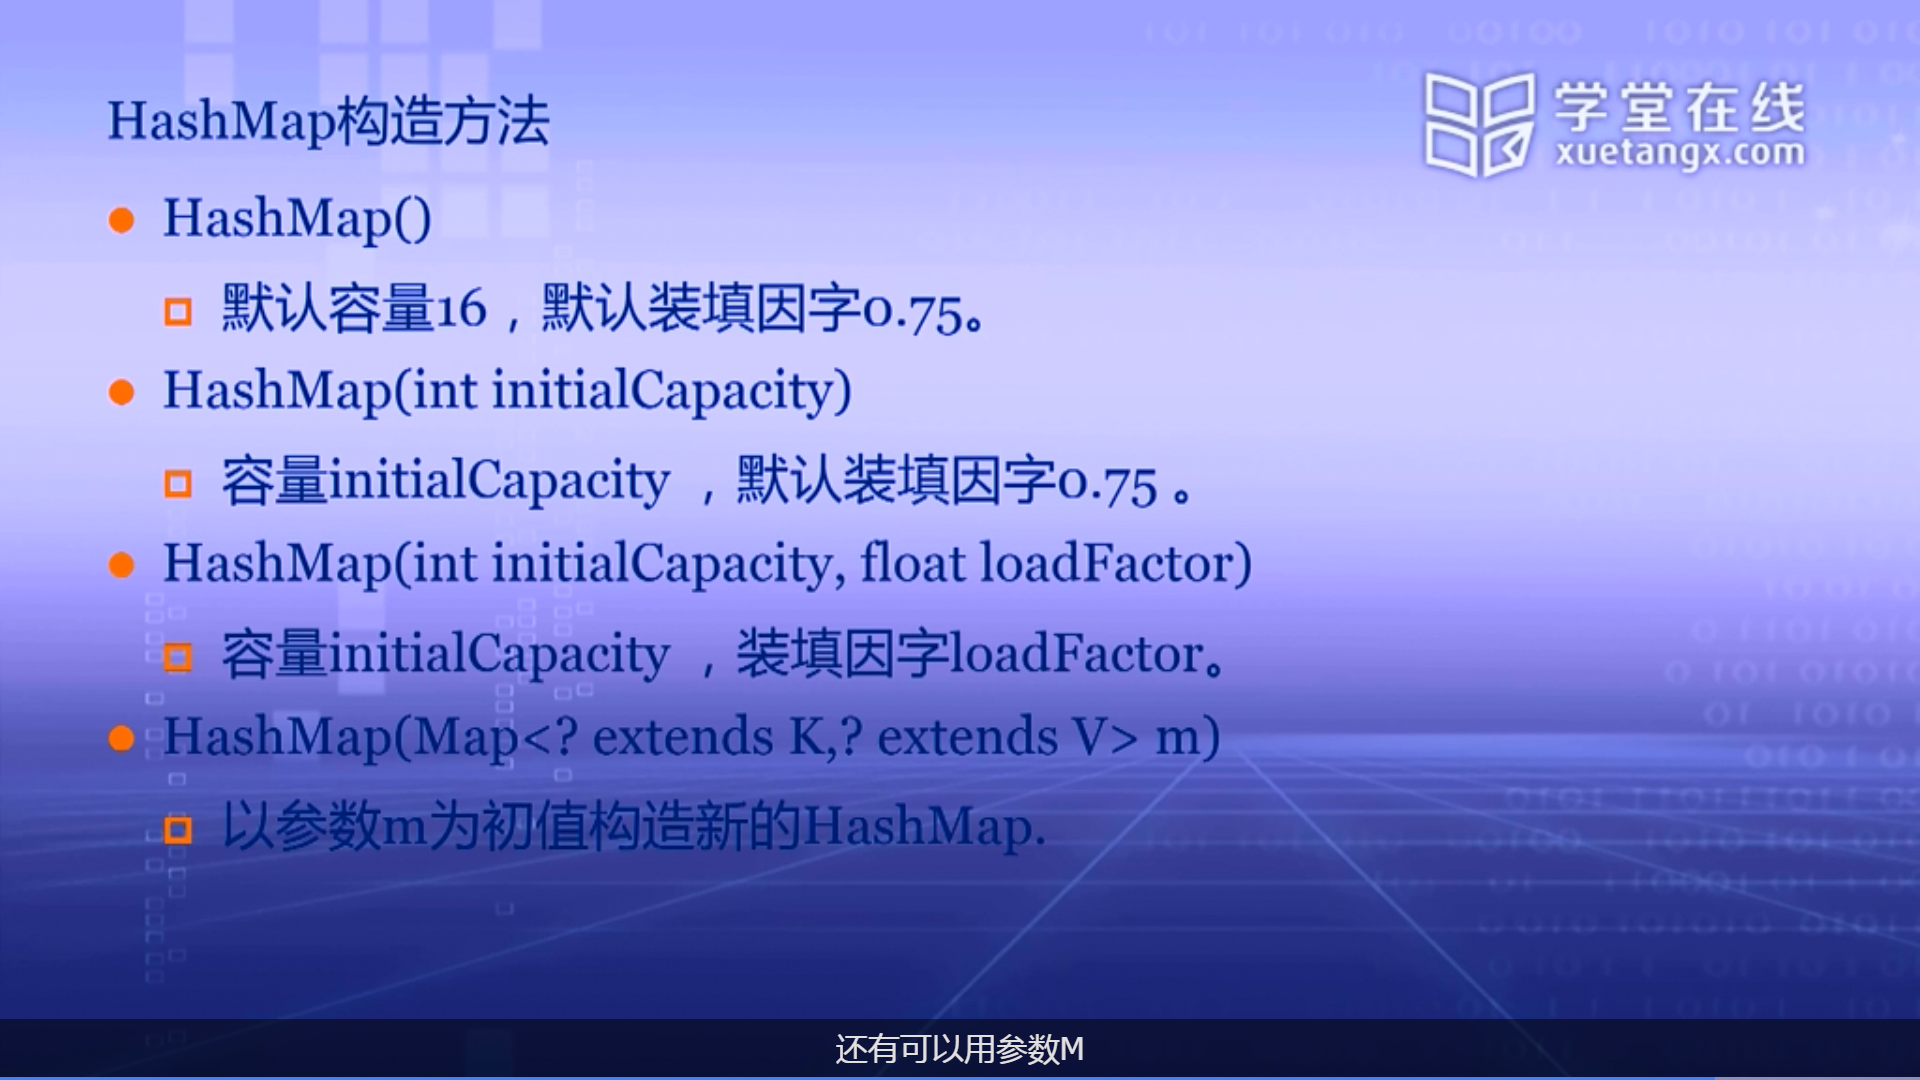 HashMap构造方法
学堂在线
xuetangx.com
HashMap()
默认容量16，默认装填因字0.75。
HashMap(int initialCapacity)
容量initialCapacity ，默认装填因字0.75 。
HashMap(int initialCapacity, float loadFactor)
容量initialCapacity ，装填因字loadFactor。
HashMap(Map<? extends K,? extends V> m)
以参数m为初值构造新的HashMap.
还有可以用参数M